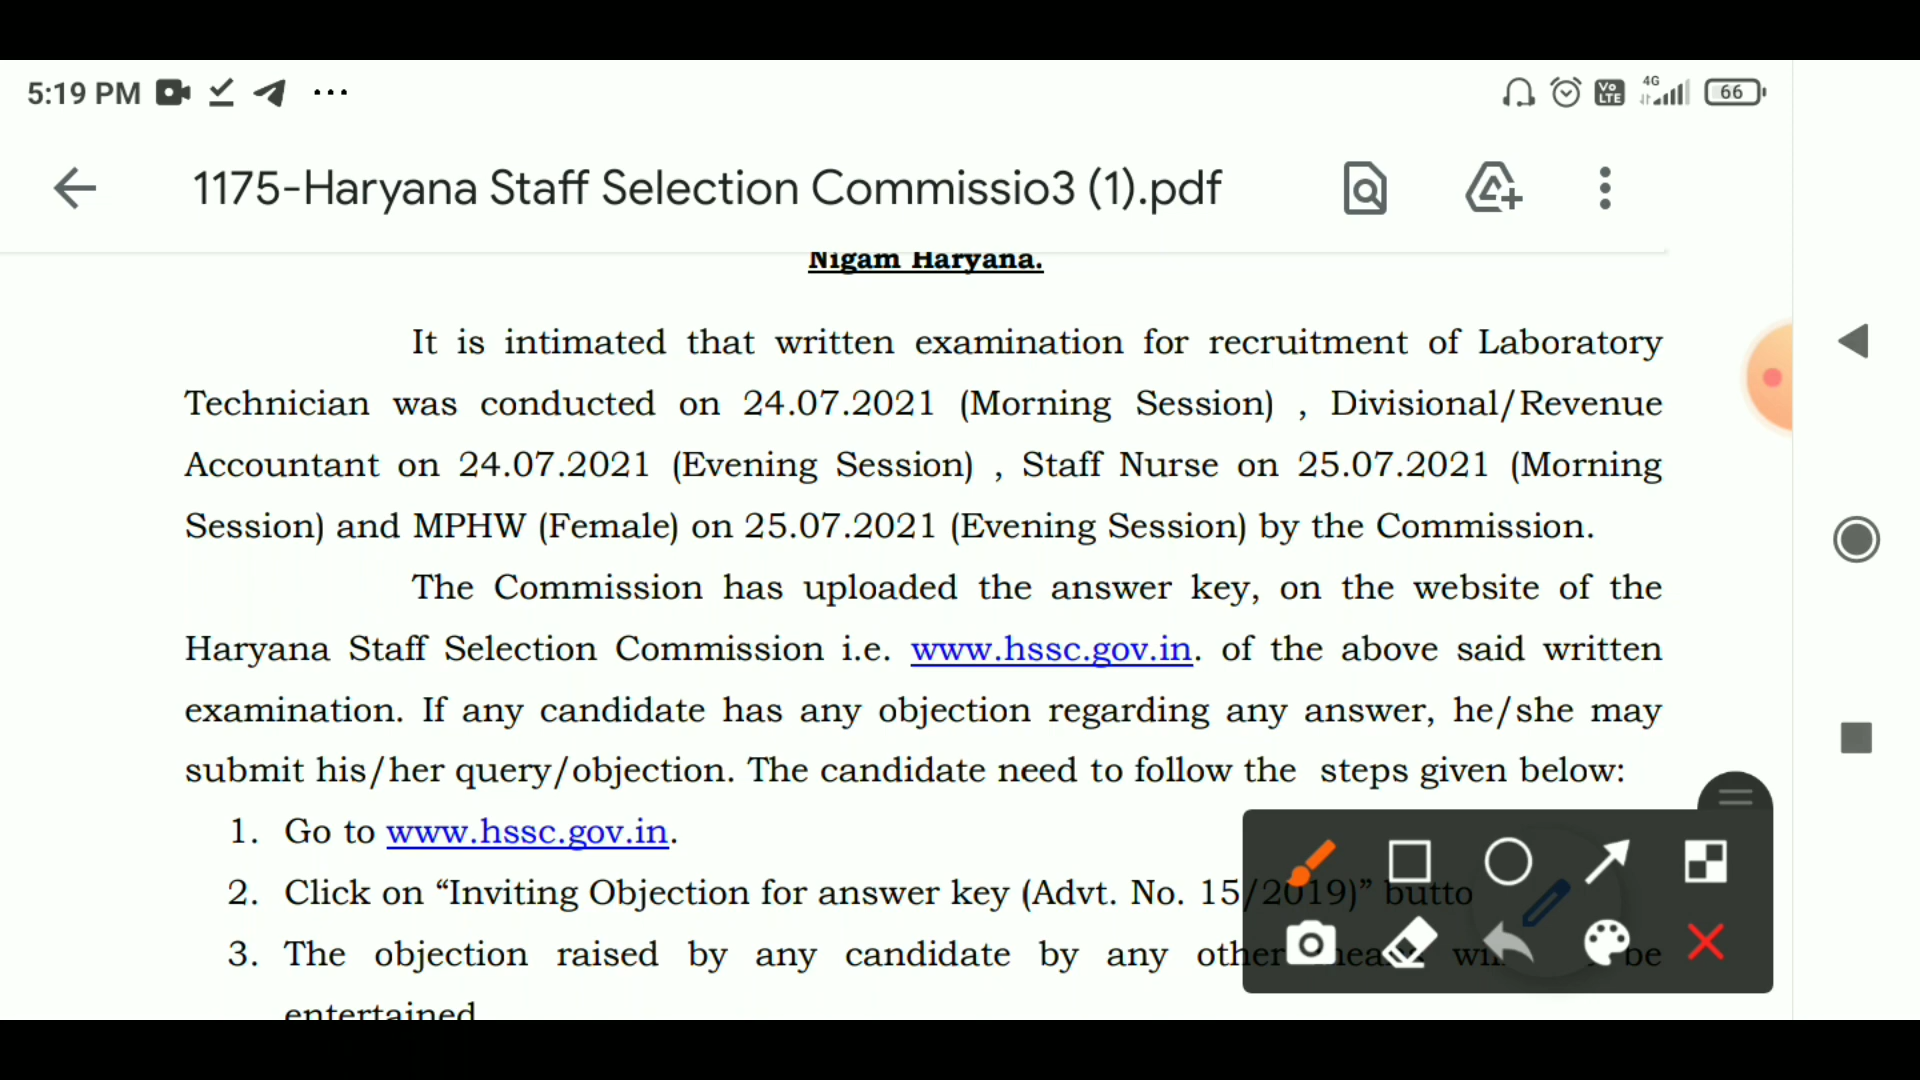 5:19 PM
4G
Vo
LTE
66
1175-Haryana Staff Selection Commissio3 (1).pdf
Nigam Haryana.
It is intimated that written examination for recruitment of Laboratory
Technician was conducted on 24.07.2021 (Morning Session) , Divisional/Revenue
Accountant on 24.07.2021 (Evening Session) , Staff Nurse on 25.07.2021 (Morning
Session) and MPHW (Female) on 25.07.2021 (Evening Session) by the Commission.
The Commission has uploaded the answer key, on the website of the
Haryana Staff Selection Commission i.e. www.hssc.gov.in. of the above said written
examination. If any candidate has any objection regarding any answer, he/she may
submit his/her query/objection. The candidate need to follow the steps given below:
1. Go to www.hssc.gov.in.
2. Click on “Inviting Objection for answer key (Advt. No. 15/2019)” butto
3. The objection raised by any candidate by any other be
entertained